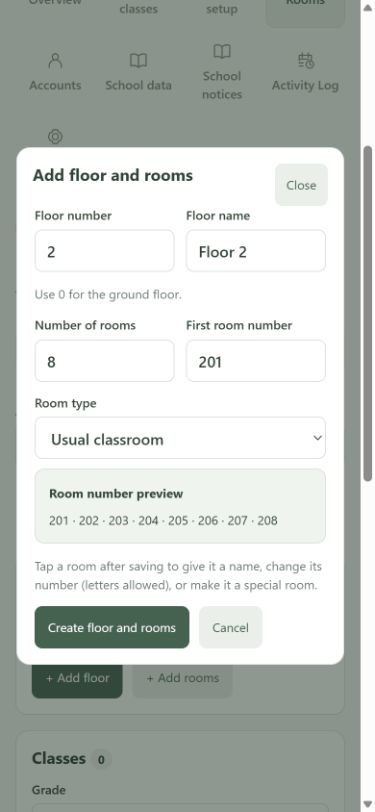 Overview
classes
setup
Rooms
Accounts
School data
School
notices
Activity Log
Add floor and rooms
Close
Floor number
Floor name
2
Floor 2
Use 0 for the ground floor.
Number of rooms
First room number
8
201
Room type
Usual classroom
Room number preview
201 · 202 · 203 · 204 · 205 · 206 · 207 · 208
Tap a room after saving to give it a name, change its
number (letters allowed), or make it a special room.
Create floor and rooms
Cancel
+ Add floor
+ Add rooms
Classes 0
Grade